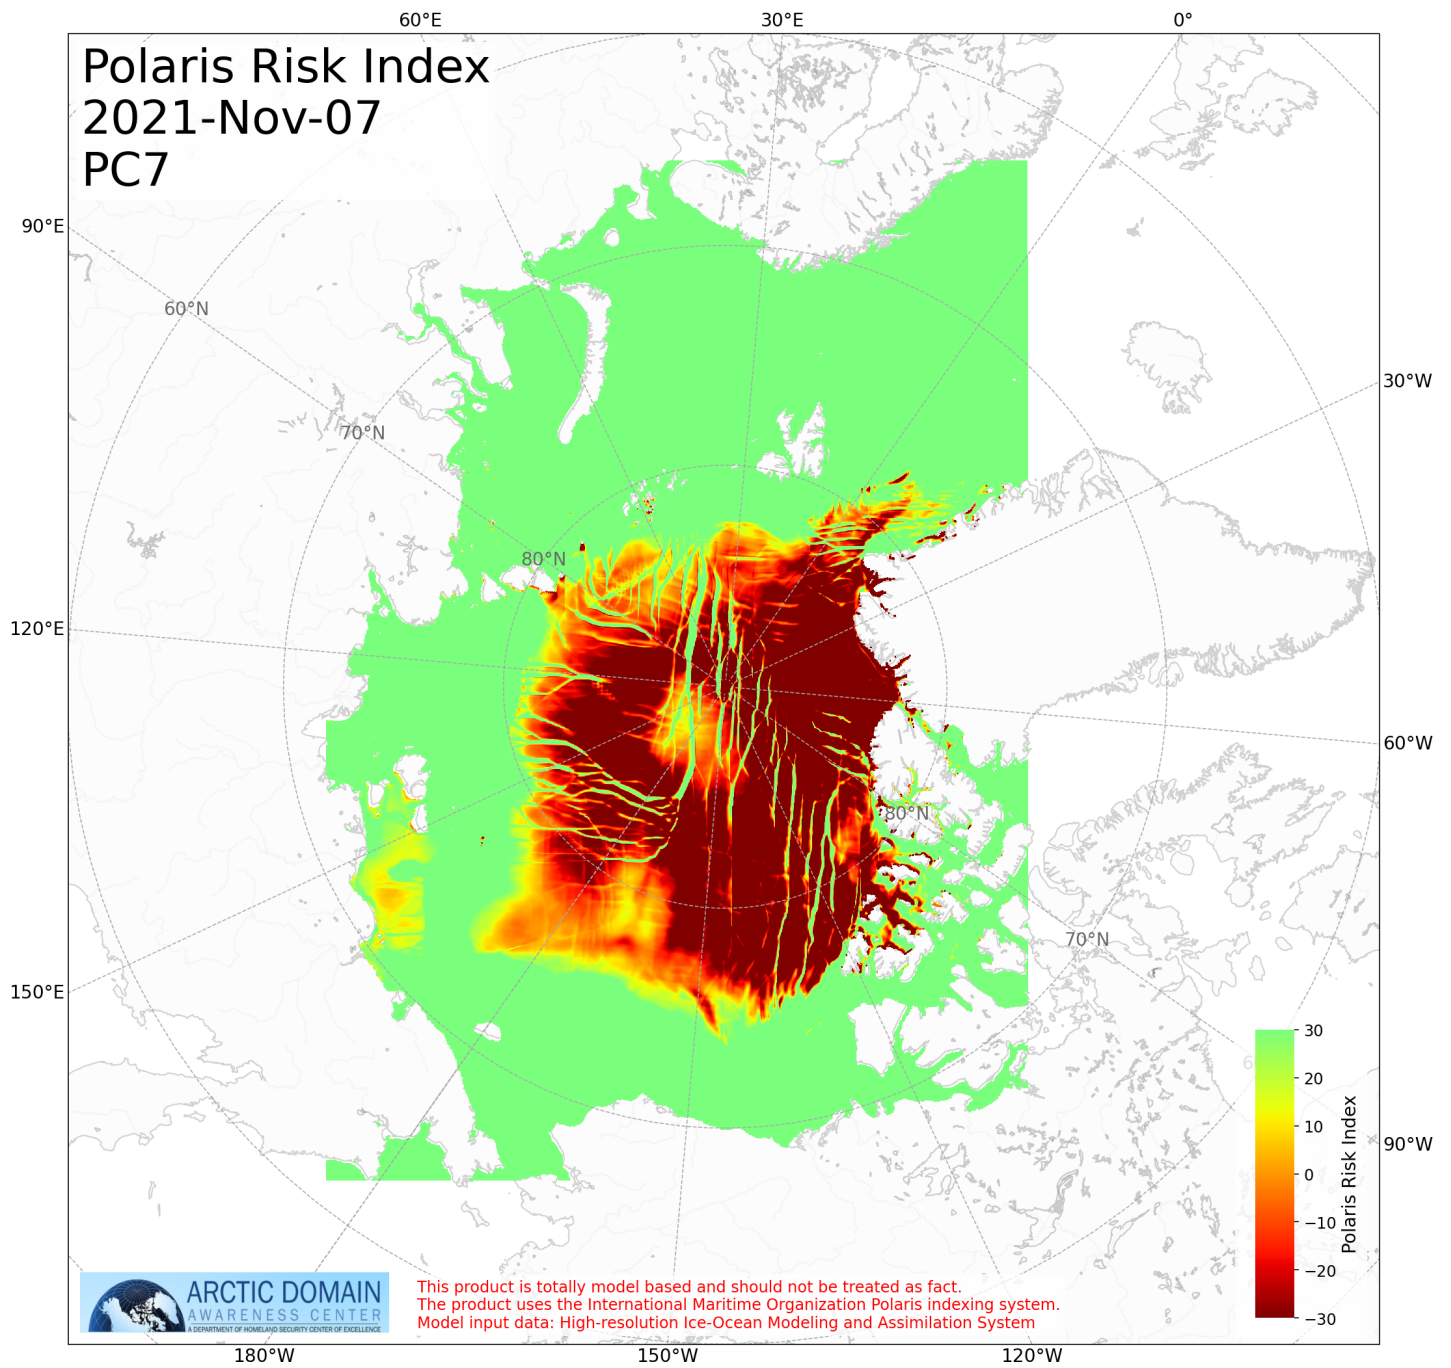 60°E
30°E
0°
Polaris Risk Index
2021-Nov-07
PC7
90°E
60°N
30°W
70°N
80°N
120°E
60°W
80°N
70°N
150°E
30
20
10
0
−10
−20
−30
Polaris Risk Index
90°W
ARCTIC DOMAIN
AWARENESS CENTER
A DEPARTMENT OF HOMELAND SECURITY CENTER OF EXCELLENCE
This product is totally model based and should not be treated as fact.
The product uses the International Maritime Organization Polaris indexing system.
Model input data: High-resolution Ice-Ocean Modeling and Assimilation System
180°W
150°W
120°W